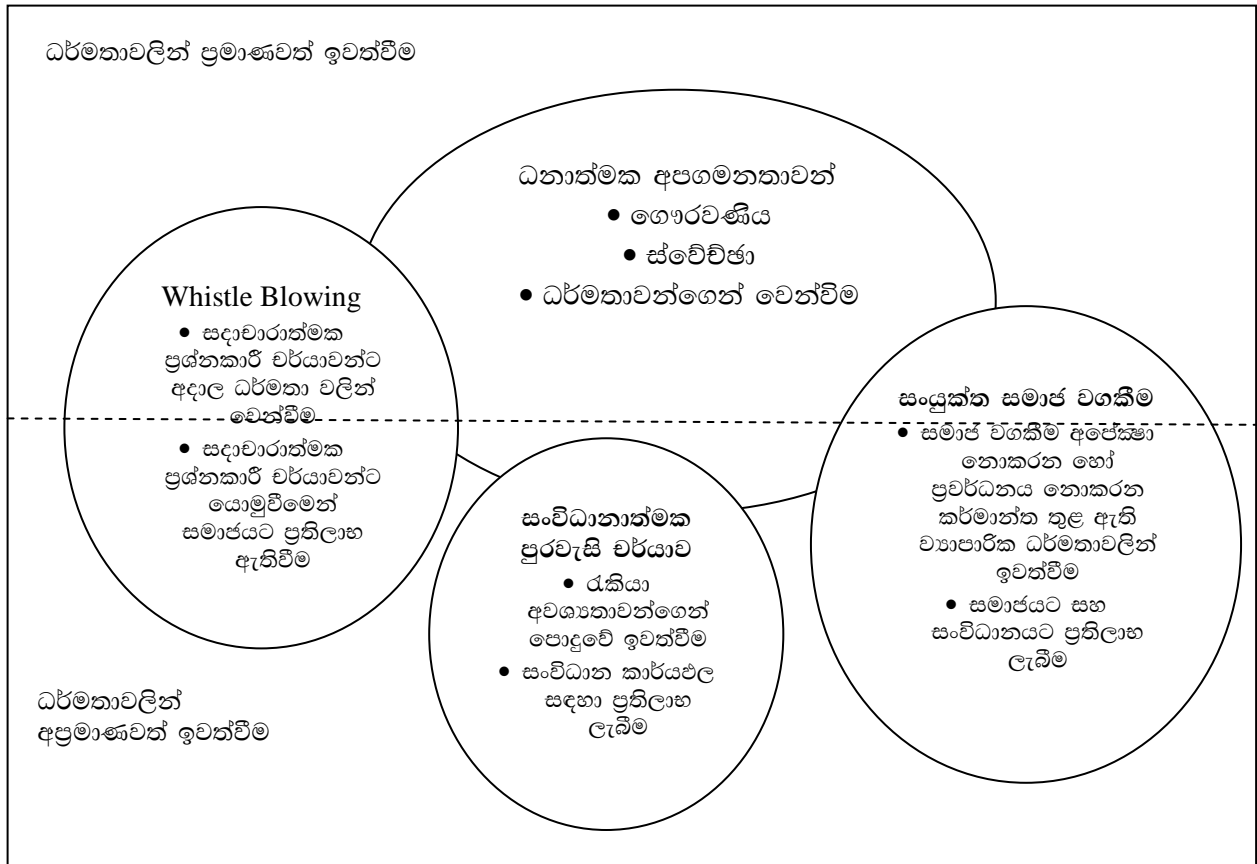 ධර්මතාවලින් ප්‍රමාණවත් ඉවත්වීම
ධනාත්මක අපගමනතාවන්
● ගෞරවණිය
● ස්වේච්ඡා
● ධර්මතාවන්ගෙන් වෙන්විම
Whistle Blowing
● සදාචාරාත්මක
ප්‍රශ්නකාරී චර්යාවන්ට
අදාල ධර්මතා වලින්
වෙන්වීම
● සදාචාරාත්මක
ප්‍රශ්නකාරී චර්යාවන්ට
යොමුවීමෙන්
සමාජයට ප්‍රතිලාභ
ඇතිවීම
සංවිධානාත්මක
පුරවැසි චර්යාව
● රැකියා
අවශ්‍යතාවන්ගෙන්
පොදුවේ ඉවත්වීම
● සංවිධාන කාර්යඵල
සඳහා ප්‍රතිලාභ
ලැබීම
සංයුක්ත සමාජ වගකීම
● සමාජ වගකීම අපේක්‍ෂා
නොකරන හෝ
ප්‍රවර්ධනය නොකරන
කර්මාන්ත තුළ ඇති
ව්‍යාපාරික ධර්මතාවලින්
ඉවත්වීම
● සමාජයට සහ
සංවිධානයට ප්‍රතිලාභ
ලැබීම
ධර්මතාවලින්
අප්‍රමාණවත් ඉවත්වීම